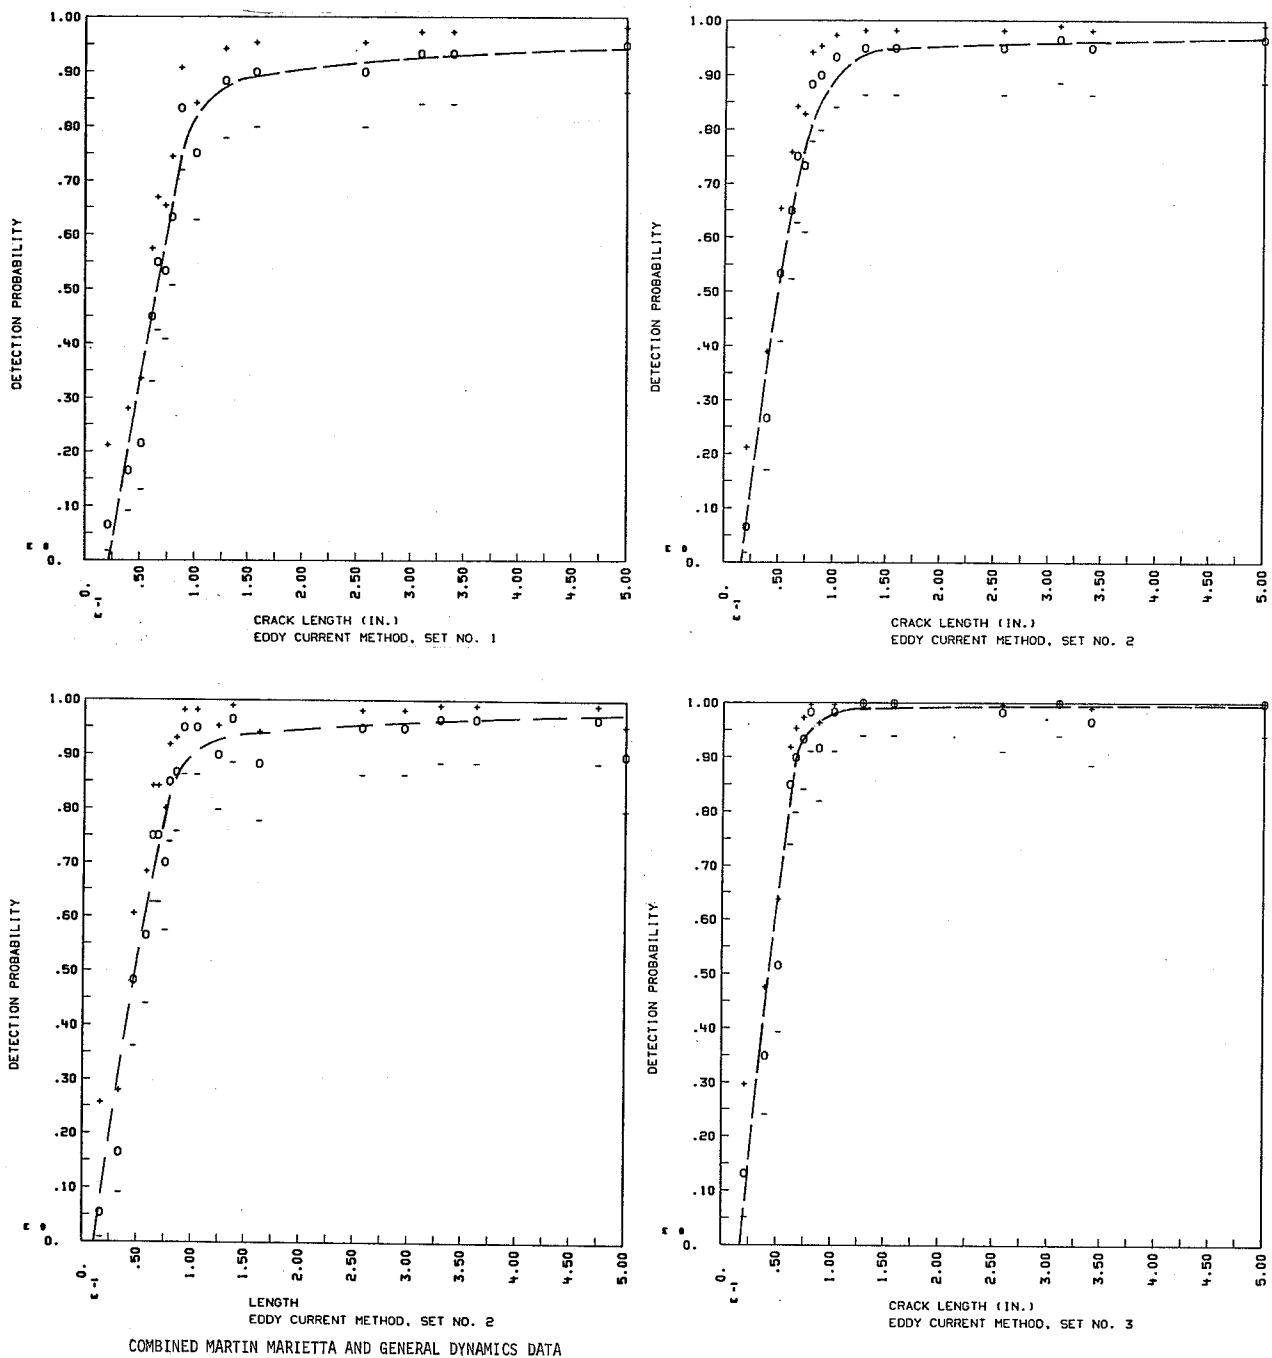 1.00
.90
.80
.70
.60
.50
.40
.30
.20
.10
0.
DETECTION PROBABILITY
E 0
0. .50 1.00 1.50 2.00 2.50 3.00 3.50 4.00 4.50 5.00
E-1
CRACK LENGTH (IN.)
EDDY CURRENT METHOD, SET NO. 1
1.00
.90
.80
.70
.60
.50
.40
.30
.20
.10
0.
DETECTION PROBABILITY
E 0
0. .50 1.00 1.50 2.00 2.50 3.00 3.50 4.00 4.50 5.00
E-1
CRACK LENGTH (IN.)
EDDY CURRENT METHOD, SET NO. 2
1.00
.90
.80
.70
.60
.50
.40
.30
.20
.10
0.
DETECTION PROBABILITY
E 0
0. .50 1.00 1.50 2.00 2.50 3.00 3.50 4.00 4.50 5.00
E-1
LENGTH
EDDY CURRENT METHOD, SET NO. 2
COMBINED MARTIN MARIETTA AND GENERAL DYNAMICS DATA
1.00
.90
.80
.70
.60
.50
.40
.30
.20
.10
0.
DETECTION PROBABILITY
E 0
0. .50 1.00 1.50 2.00 2.50 3.00 3.50 4.00 4.50 5.00
E-1
CRACK LENGTH (IN.)
EDDY CURRENT METHOD, SET NO. 3